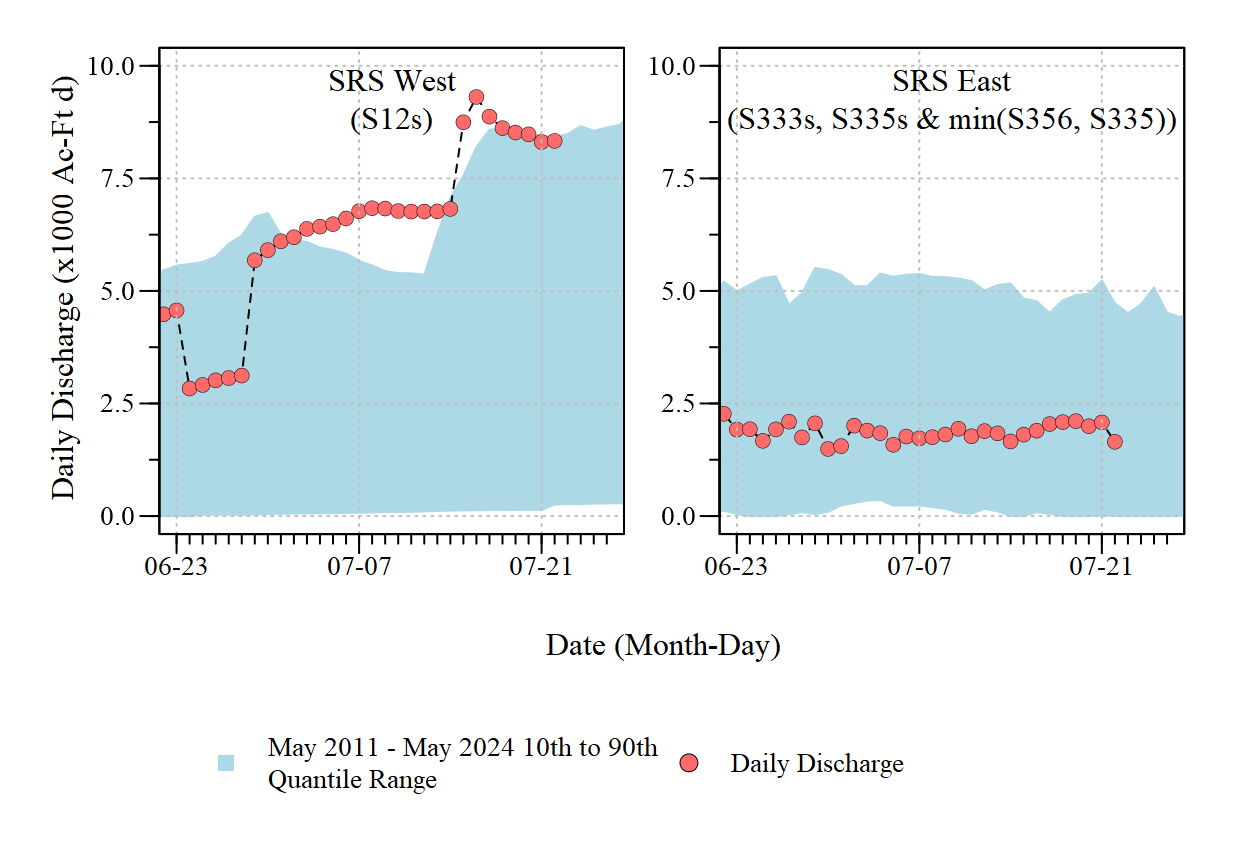 SRS West
(S12s)
SRS East
(S333s, S335s & min(S356, S335))
Daily Discharge (x1000 Ac-Ft d)
10.0
7.5
5.0
2.5
0.0
06-23
07-07
07-21
10.0
7.5
5.0
2.5
0.0
06-23
07-07
07-21
Date (Month-Day)
May 2011 - May 2024 10th to 90th
Quantile Range
Daily Discharge